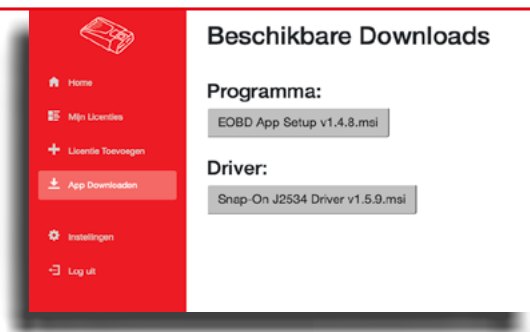 Home
Mijn Licenties
Licentie Toevoegen
App Downloaden
Instellingen
Log uit
Beschikbare Downloads
Programma:
EOBD App Setup v1.4.8.msi
Driver:
Snap-On J2534 Driver v1.5.9.msi